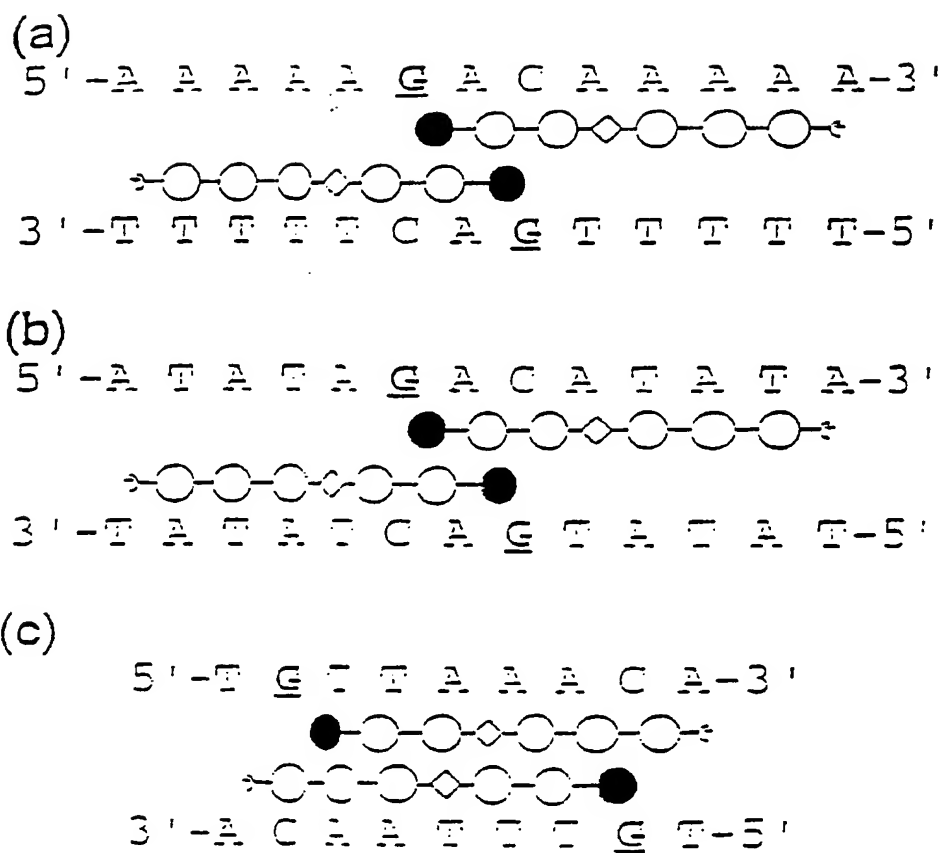 (a)
5'-A A A A A G A C A A A A A-3'
3'-T T T T T C A G T T T T T-5'
(b)
5'-A T A T A G A C A T A T A-3'
3'-T A T A T C A G T A T A T-5'
(c)
5'-T G T T A A A C A-3'
3'-A C A A T T T G T-5'